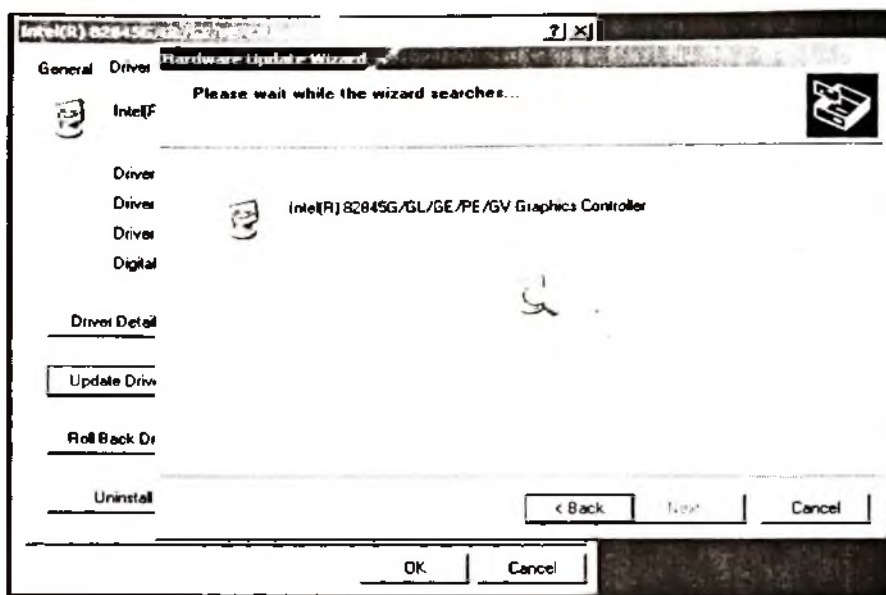 Intel(R) 82845G
Hardware Update Wizard
General Driver
Please wait while the wizard searches...
Intel(R
Driver
Driver
Driver
Digital
Intel(R) 82845G/GL/GE/PE/GV Graphics Controller
Driver Detail
Update Drive
Roll Back Dr
Uninstall
< Back
Next
Cancel
OK
Cancel